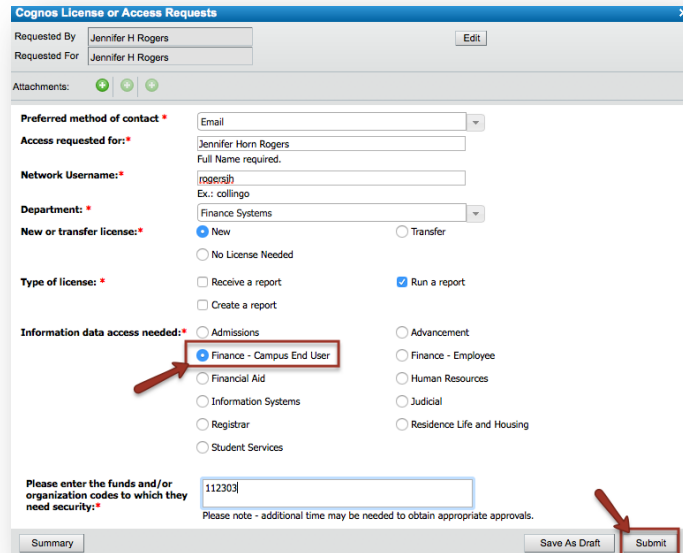 Cognos License or Access Requests
Requested By Jennifer H Rogers Edit
Requested For Jennifer H Rogers
Attachments:
Preferred method of contact * Email
Access requested for:* Jennifer Horn Rogers
Full Name required.
Network Username:* rogersjh
Ex.: collingo
Department: * Finance Systems
New or transfer license:* New Transfer
No License Needed
Type of license: * Receive a report Run a report
Create a report
Information data access needed:* Admissions Advancement
Finance - Campus End User Finance - Employee
Financial Aid Human Resources
Information Systems Judicial
Registrar Residence Life and Housing
Student Services
Please enter the funds and/or
organization codes to which they
need security:* 112303
Please note - additional time may be needed to obtain appropriate approvals.
Summary Save As Draft Submit